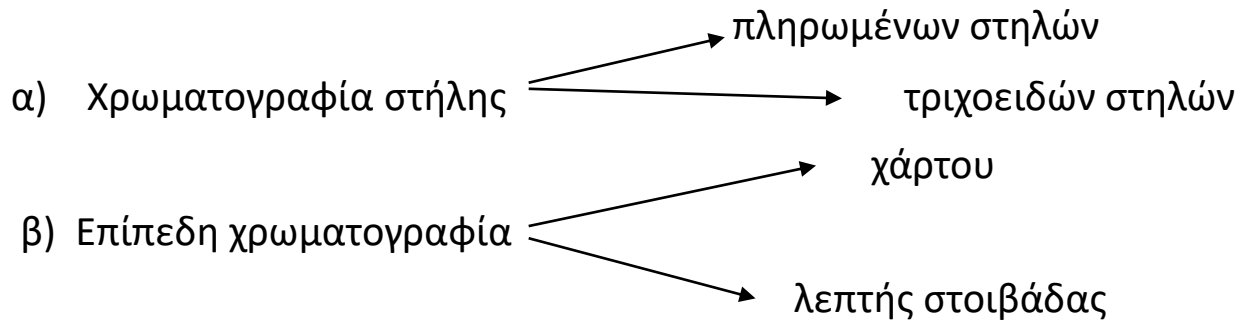 πληρωμένων στηλών
α) Χρωματογραφία στήλης
τριχοειδών στηλών
χάρτου
β) Επίπεδη χρωματογραφία
λεπτής στοιβάδας